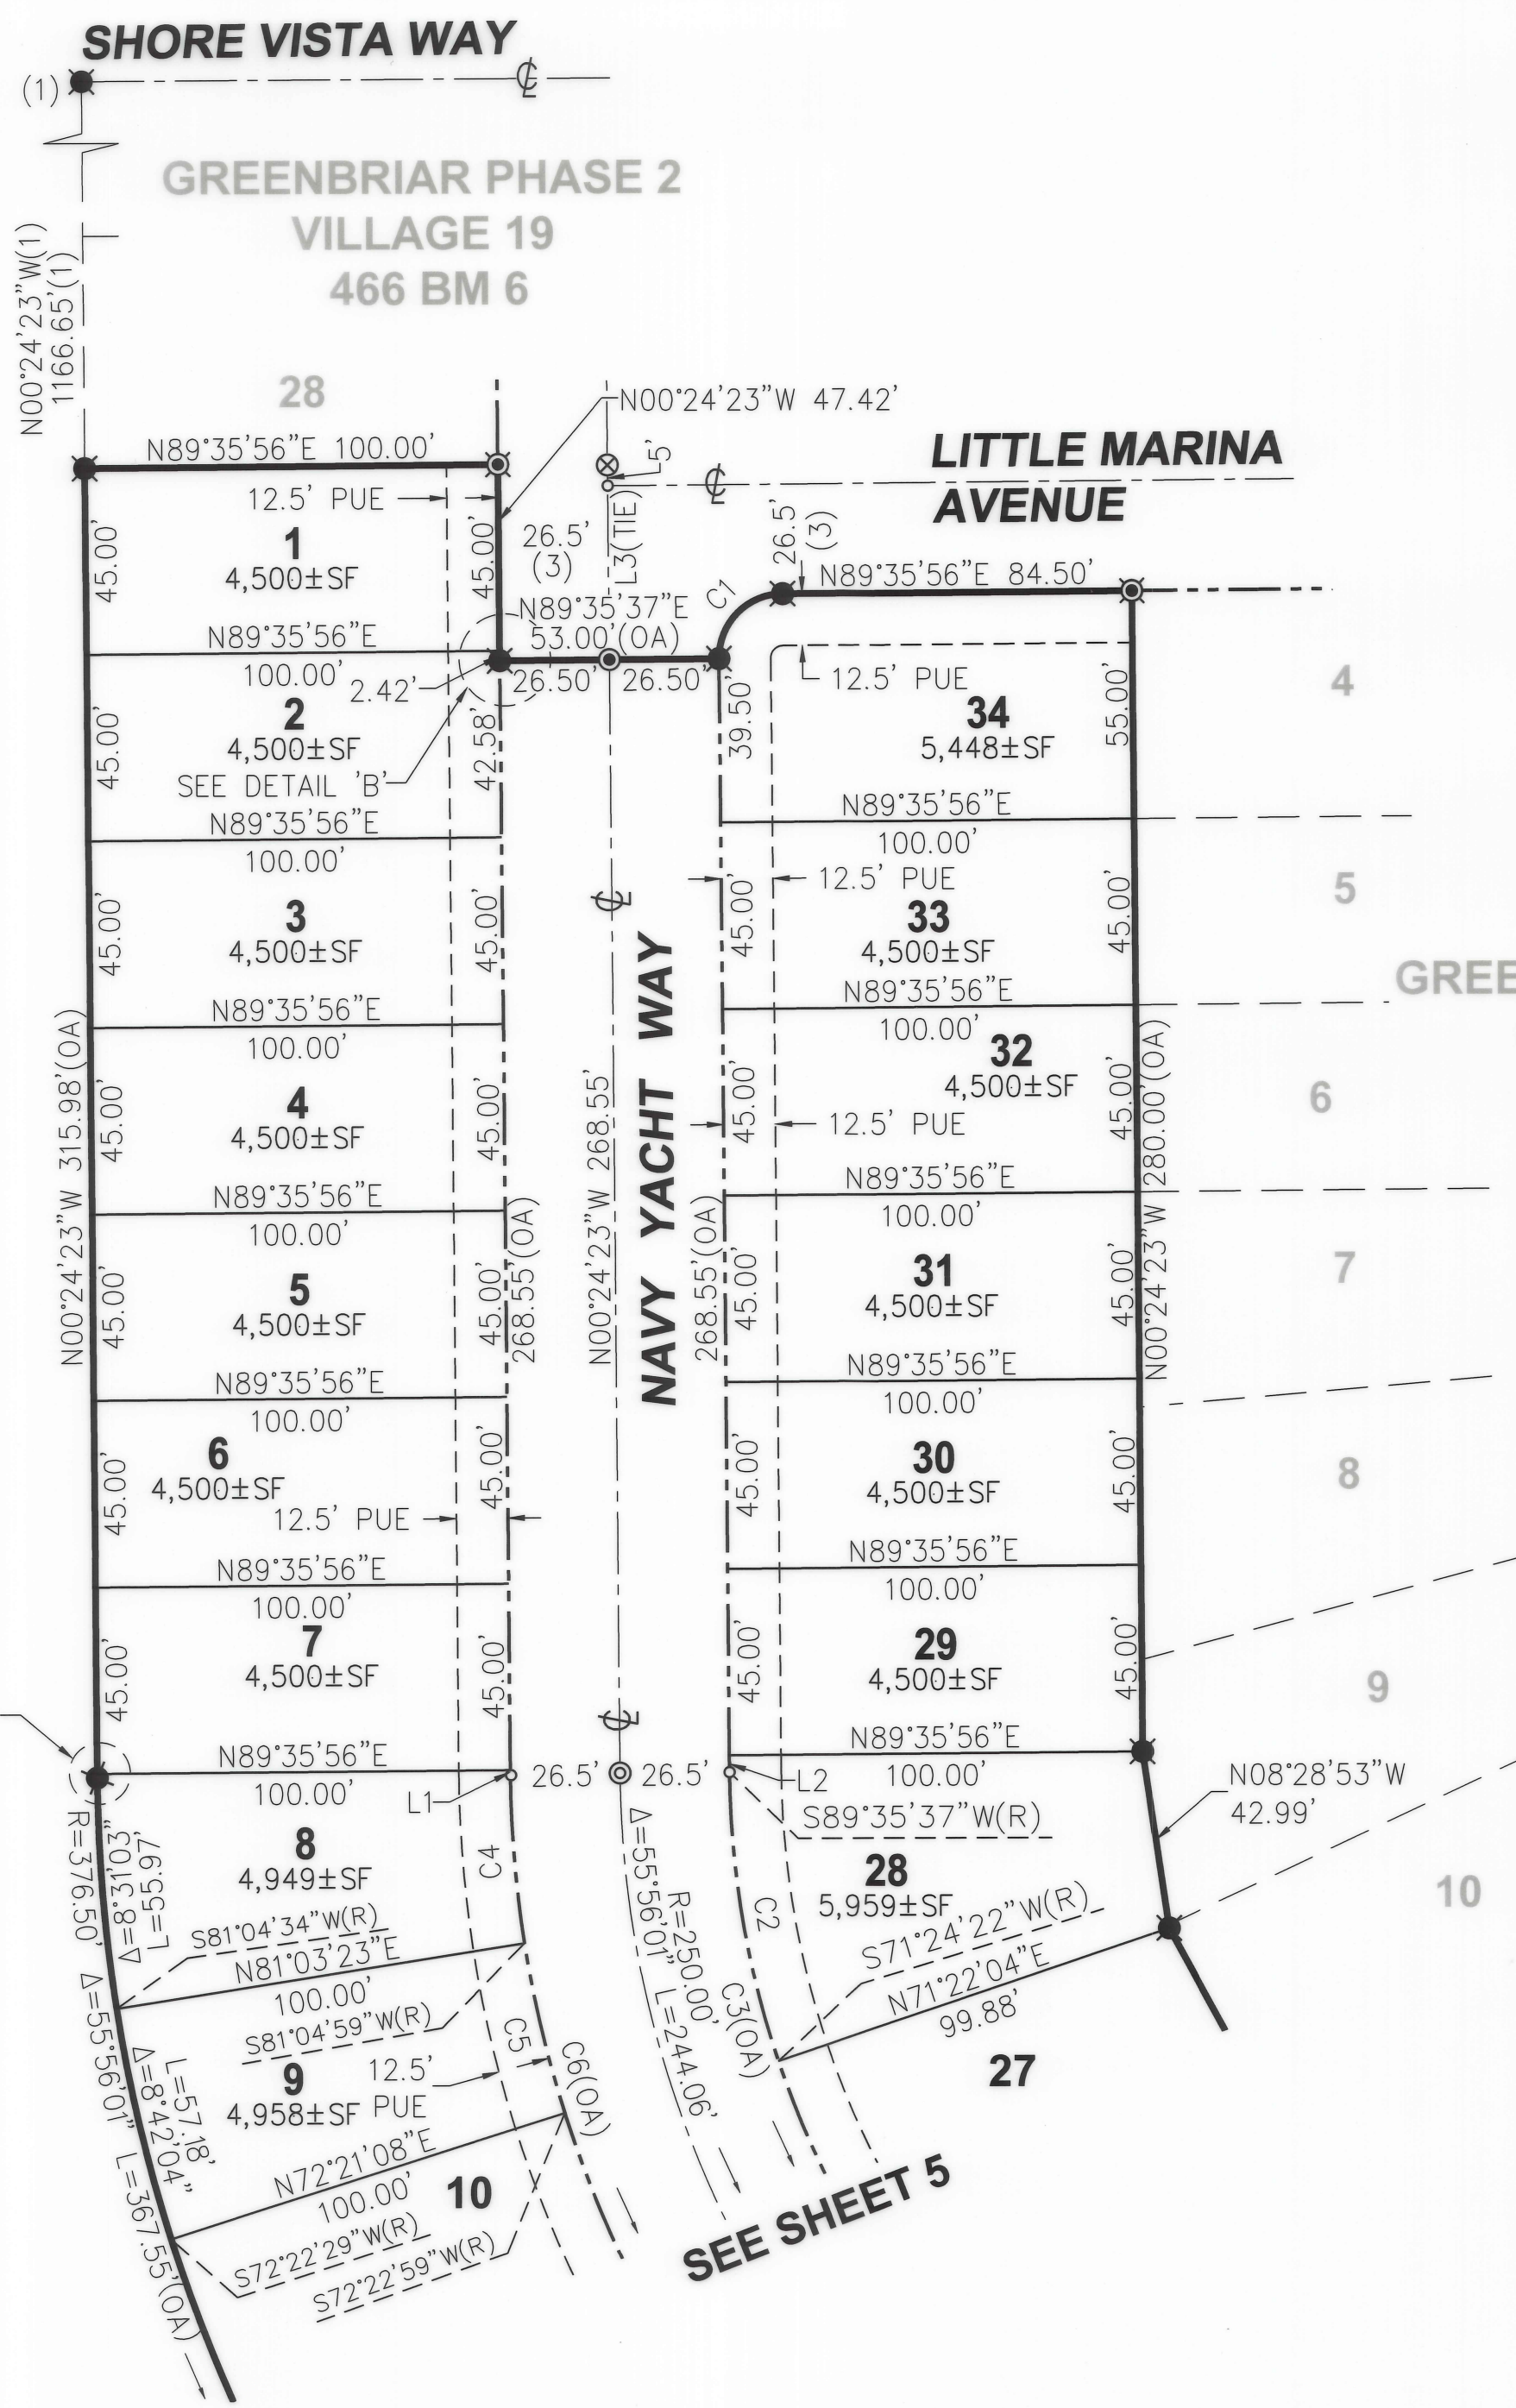 SHORE VISTA WAY
(1)
℄
GREENBRIAR PHASE 2
VILLAGE 19
466 BM 6
N00°24'23"W(1)
1166.65'(1)
28
N00°24'23"W 47.42'
N89°35'56"E 100.00'
12.5' PUE
5'
℄
LITTLE MARINA
AVENUE
L3(TIE)
26.5'
(3)
26.5'
(3)
C1
N89°35'56"E 84.50'
45.00'
1
4,500±SF
45.00'
N89°35'37"E
53.00'(OA)
26.50'
26.50'
2.42'
N89°35'56"E
100.00'
45.00'
2
4,500±SF
42.58'
SEE DETAIL 'B'
39.50'
12.5' PUE
34
5,448±SF
55.00'
4
N89°35'56"E
100.00'
N89°35'56"E
100.00'
45.00'
3
4,500±SF
45.00'
℄
12.5' PUE
45.00'
33
4,500±SF
45.00'
5
GREE
N89°35'56"E
100.00'
N89°35'56"E
100.00'
N00°24'23"W 315.98'(OA)
45.00'
4
4,500±SF
45.00'
N00°24'23"W 268.55'
NAVY YACHT WAY
45.00'
32
4,500±SF
12.5' PUE
45.00'
N00°24'23"W 280.00'(OA)
6
N89°35'56"E
100.00'
N89°35'56"E
100.00'
45.00'
5
4,500±SF
45.00'
268.55'(OA)
268.55'(OA)
45.00'
31
4,500±SF
45.00'
7
N89°35'56"E
100.00'
N89°35'56"E
100.00'
45.00'
6
4,500±SF
12.5' PUE
45.00'
45.00'
30
4,500±SF
45.00'
8
N89°35'56"E
100.00'
N89°35'56"E
100.00'
45.00'
7
4,500±SF
45.00'
℄
45.00'
29
4,500±SF
45.00'
9
N89°35'56"E
100.00'
N89°35'56"E
100.00'
L1
26.5'
26.5'
L2
S89°35'37"W(R)
N08°28'53"W
42.99'
R=376.50' Δ=55°56'01" L=367.55'(OA)
Δ=8°31'03"
L=55.97'
8
4,949±SF
C4
Δ=55°56'01"
R=250.00'
L=244.06'
C2
28
5,959±SF
10
S81°04'34"W(R)
N81°03'23"E
100.00'
S81°04'59"W(R)
C3(OA)
S71°24'22"W(R)
N71°22'04"E
99.88'
L=57.18'
Δ=8°42'04"
9
4,958±SF
12.5'
PUE
C5
C6(OA)
27
N72°21'08"E
100.00'
10
S72°22'29"W(R)
S72°22'59"W(R)
SEE SHEET 5